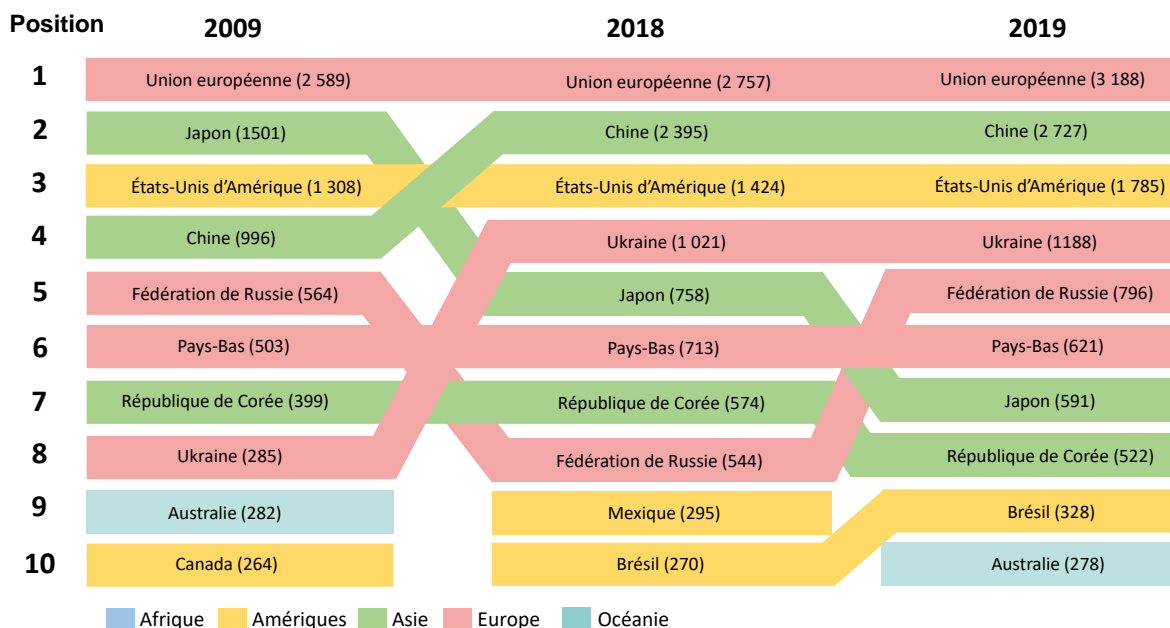 Position 2009 2018 2019
1 Union européenne (2 589) Union européenne (2 757) Union européenne (3 188)
2 Japon (1501) Chine (2 395) Chine (2 727)
3 États-Unis d’Amérique (1 308) États-Unis d’Amérique (1 424) États-Unis d’Amérique (1 785)
4 Chine (996) Ukraine (1 021) Ukraine (1188)
5 Fédération de Russie (564) Japon (758) Fédération de Russie (796)
6 Pays-Bas (503) Pays-Bas (713) Pays-Bas (621)
7 République de Corée (399) République de Corée (574) Japon (591)
8 Ukraine (285) Fédération de Russie (544) République de Corée (522)
9 Australie (282) Mexique (295) Brésil (328)
10 Canada (264) Brésil (270) Australie (278)
Afrique Amériques Asie Europe Océanie